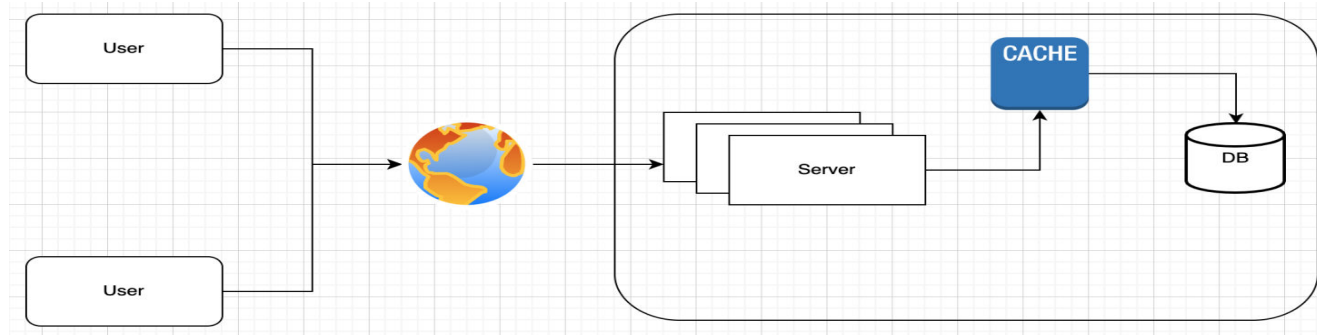 User
CACHE
Server
DB
User